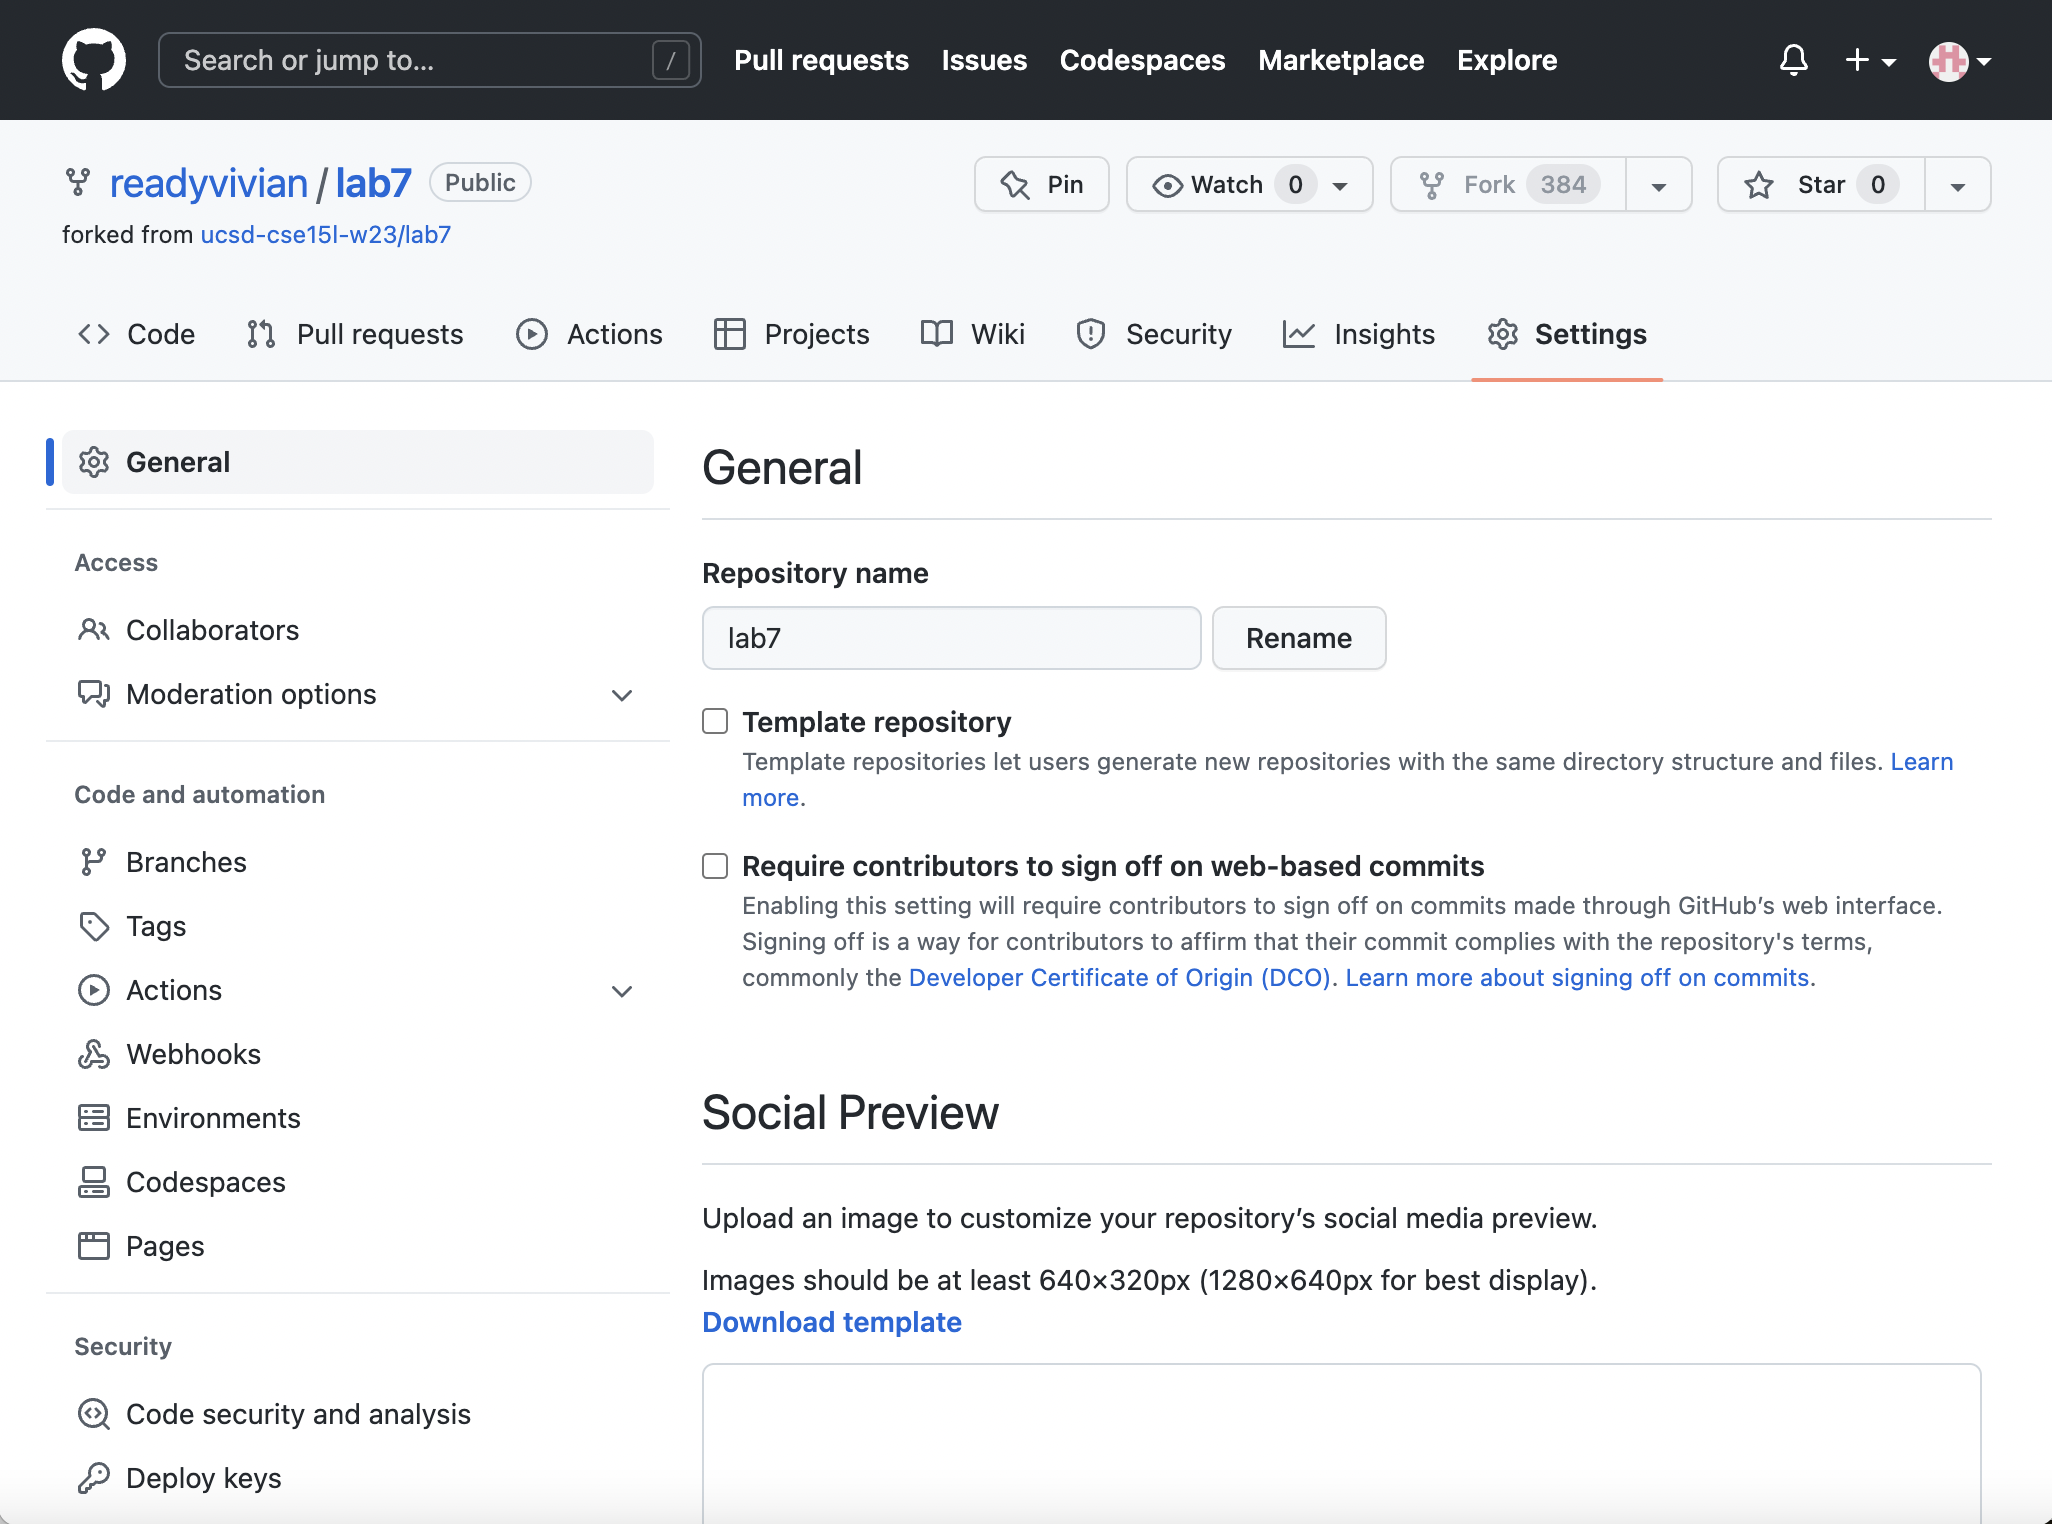 Search or jump to... /
Pull requests Issues Codespaces Marketplace Explore
readyvivian / lab7 Public
Pin Watch 0 Fork 384 Star 0
forked from ucsd-cse15l-w23/lab7
Code Pull requests Actions Projects Wiki Security Insights Settings
General
Access
Collaborators
Moderation options
Code and automation
Branches
Tags
Actions
Webhooks
Environments
Codespaces
Pages
Security
Code security and analysis
Deploy keys
General
Repository name
lab7 Rename
Template repository
Template repositories let users generate new repositories with the same directory structure and files. Learn
more.
Require contributors to sign off on web-based commits
Enabling this setting will require contributors to sign off on commits made through GitHub’s web interface.
Signing off is a way for contributors to affirm that their commit complies with the repository's terms,
commonly the Developer Certificate of Origin (DCO). Learn more about signing off on commits.
Social Preview
Upload an image to customize your repository’s social media preview.
Images should be at least 640×320px (1280×640px for best display).
Download template